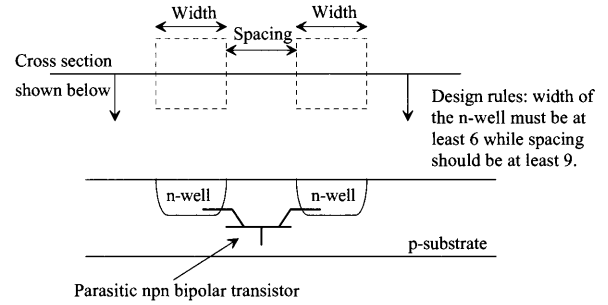 Width
Width
Spacing
Cross section
shown below
Design rules: width of
the n-well must be at
least 6 while spacing
should be at least 9.
n-well
n-well
p-substrate
Parasitic npn bipolar transistor